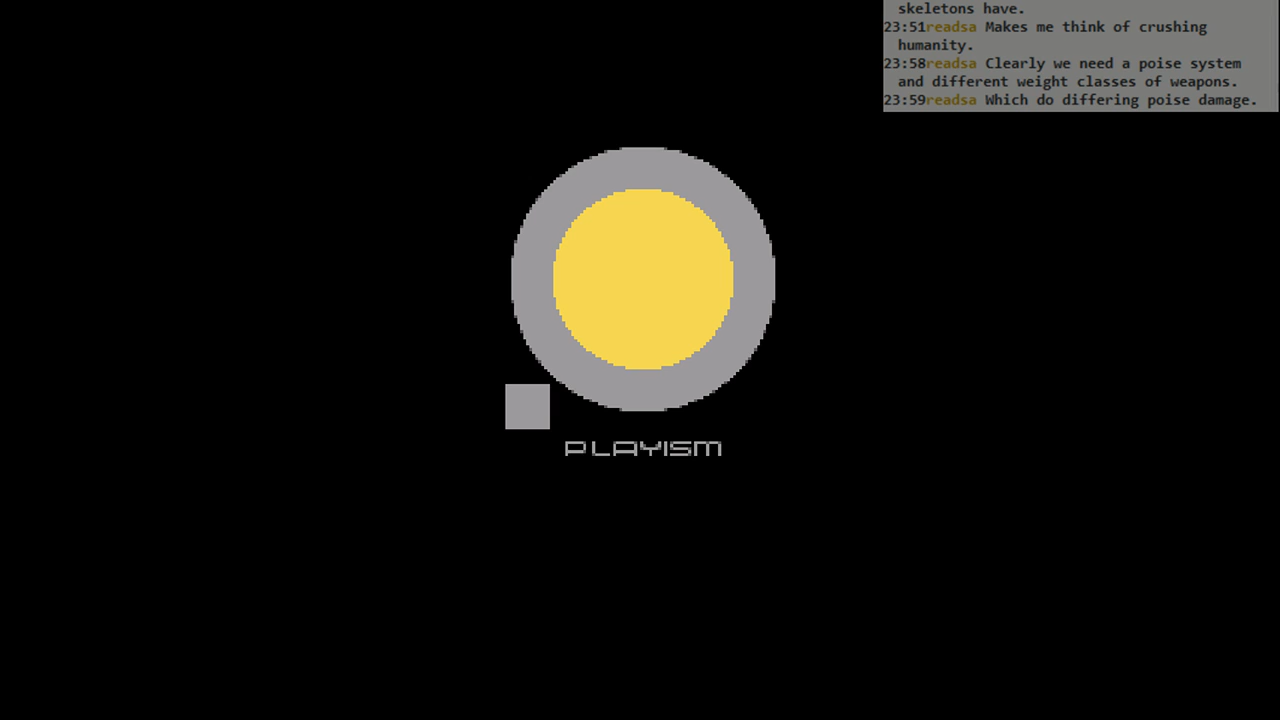 skeletons have.
23:51readsa Makes me think of crushing
humanity.
23:58readsa Clearly we need a poise system
and different weight classes of weapons.
23:59readsa Which do differing poise damage.
PLAYISM